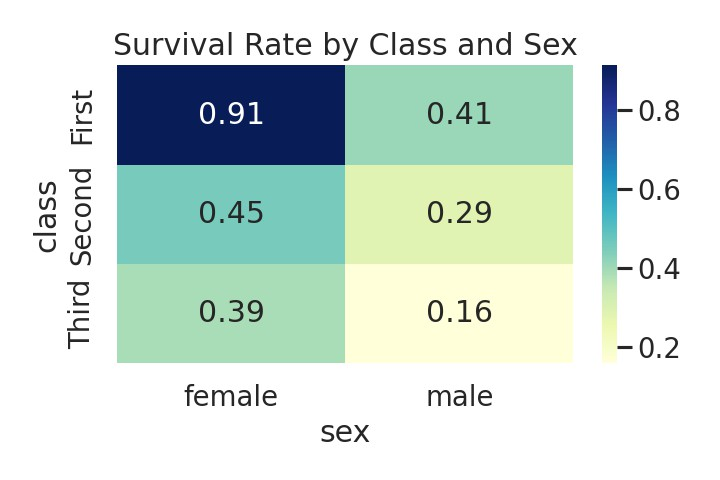 Survival Rate by Class and Sex
class
First
0.91
0.41
Second
0.45
0.29
Third
0.39
0.16
female
male
sex
0.8
0.6
0.4
0.2